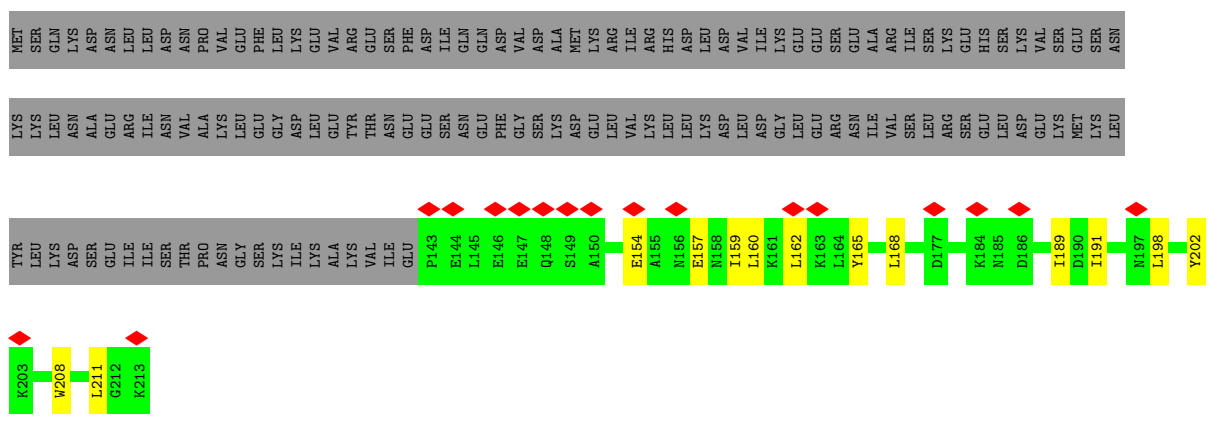 MET SER GLN LYS ASP ASN LEU LEU ASP ASN PRO VAL GLU PHE LEU LYS GLU VAL ARG GLU SER PHE ASP ILE GLN GLN ASP VAL ASP ALA MET LYS ARG ILE ARG HIS ASP LEU ASP VAL ILE LYS GLU GLU SER GLU ALA ARG ILE SER LYS GLU HIS SER LYS VAL SER GLU SER ASN
LYS LYS LEU ASN ALA GLU ARG ILE ASN VAL ALA LYS LEU GLU GLY ASP LEU GLU TYR THR ASN GLU GLU SER ASN GLU PHE GLY SER LYS ASP GLU LEU VAL LYS LEU LEU LYS ASP LEU ASP GLY LEU GLU ARG ASN ILE VAL SER LEU ARG SER GLU LEU ASP GLU LYS MET LYS LEU
TYR LEU LYS ASP SER GLU ILE ILE SER THR PRO ASN GLY SER LYS ILE LYS ALA LYS VAL ILE GLU P143 E144 L145 E146 E147 Q148 S149 A150 E154 A155 N156 E157 N158 I159 L160 K161 L162 K163 L164 Y165 L168 D177 K184 N185 D186 I189 D190 I191 N197 L198 Y202
K203 W208 L211 G212 K213